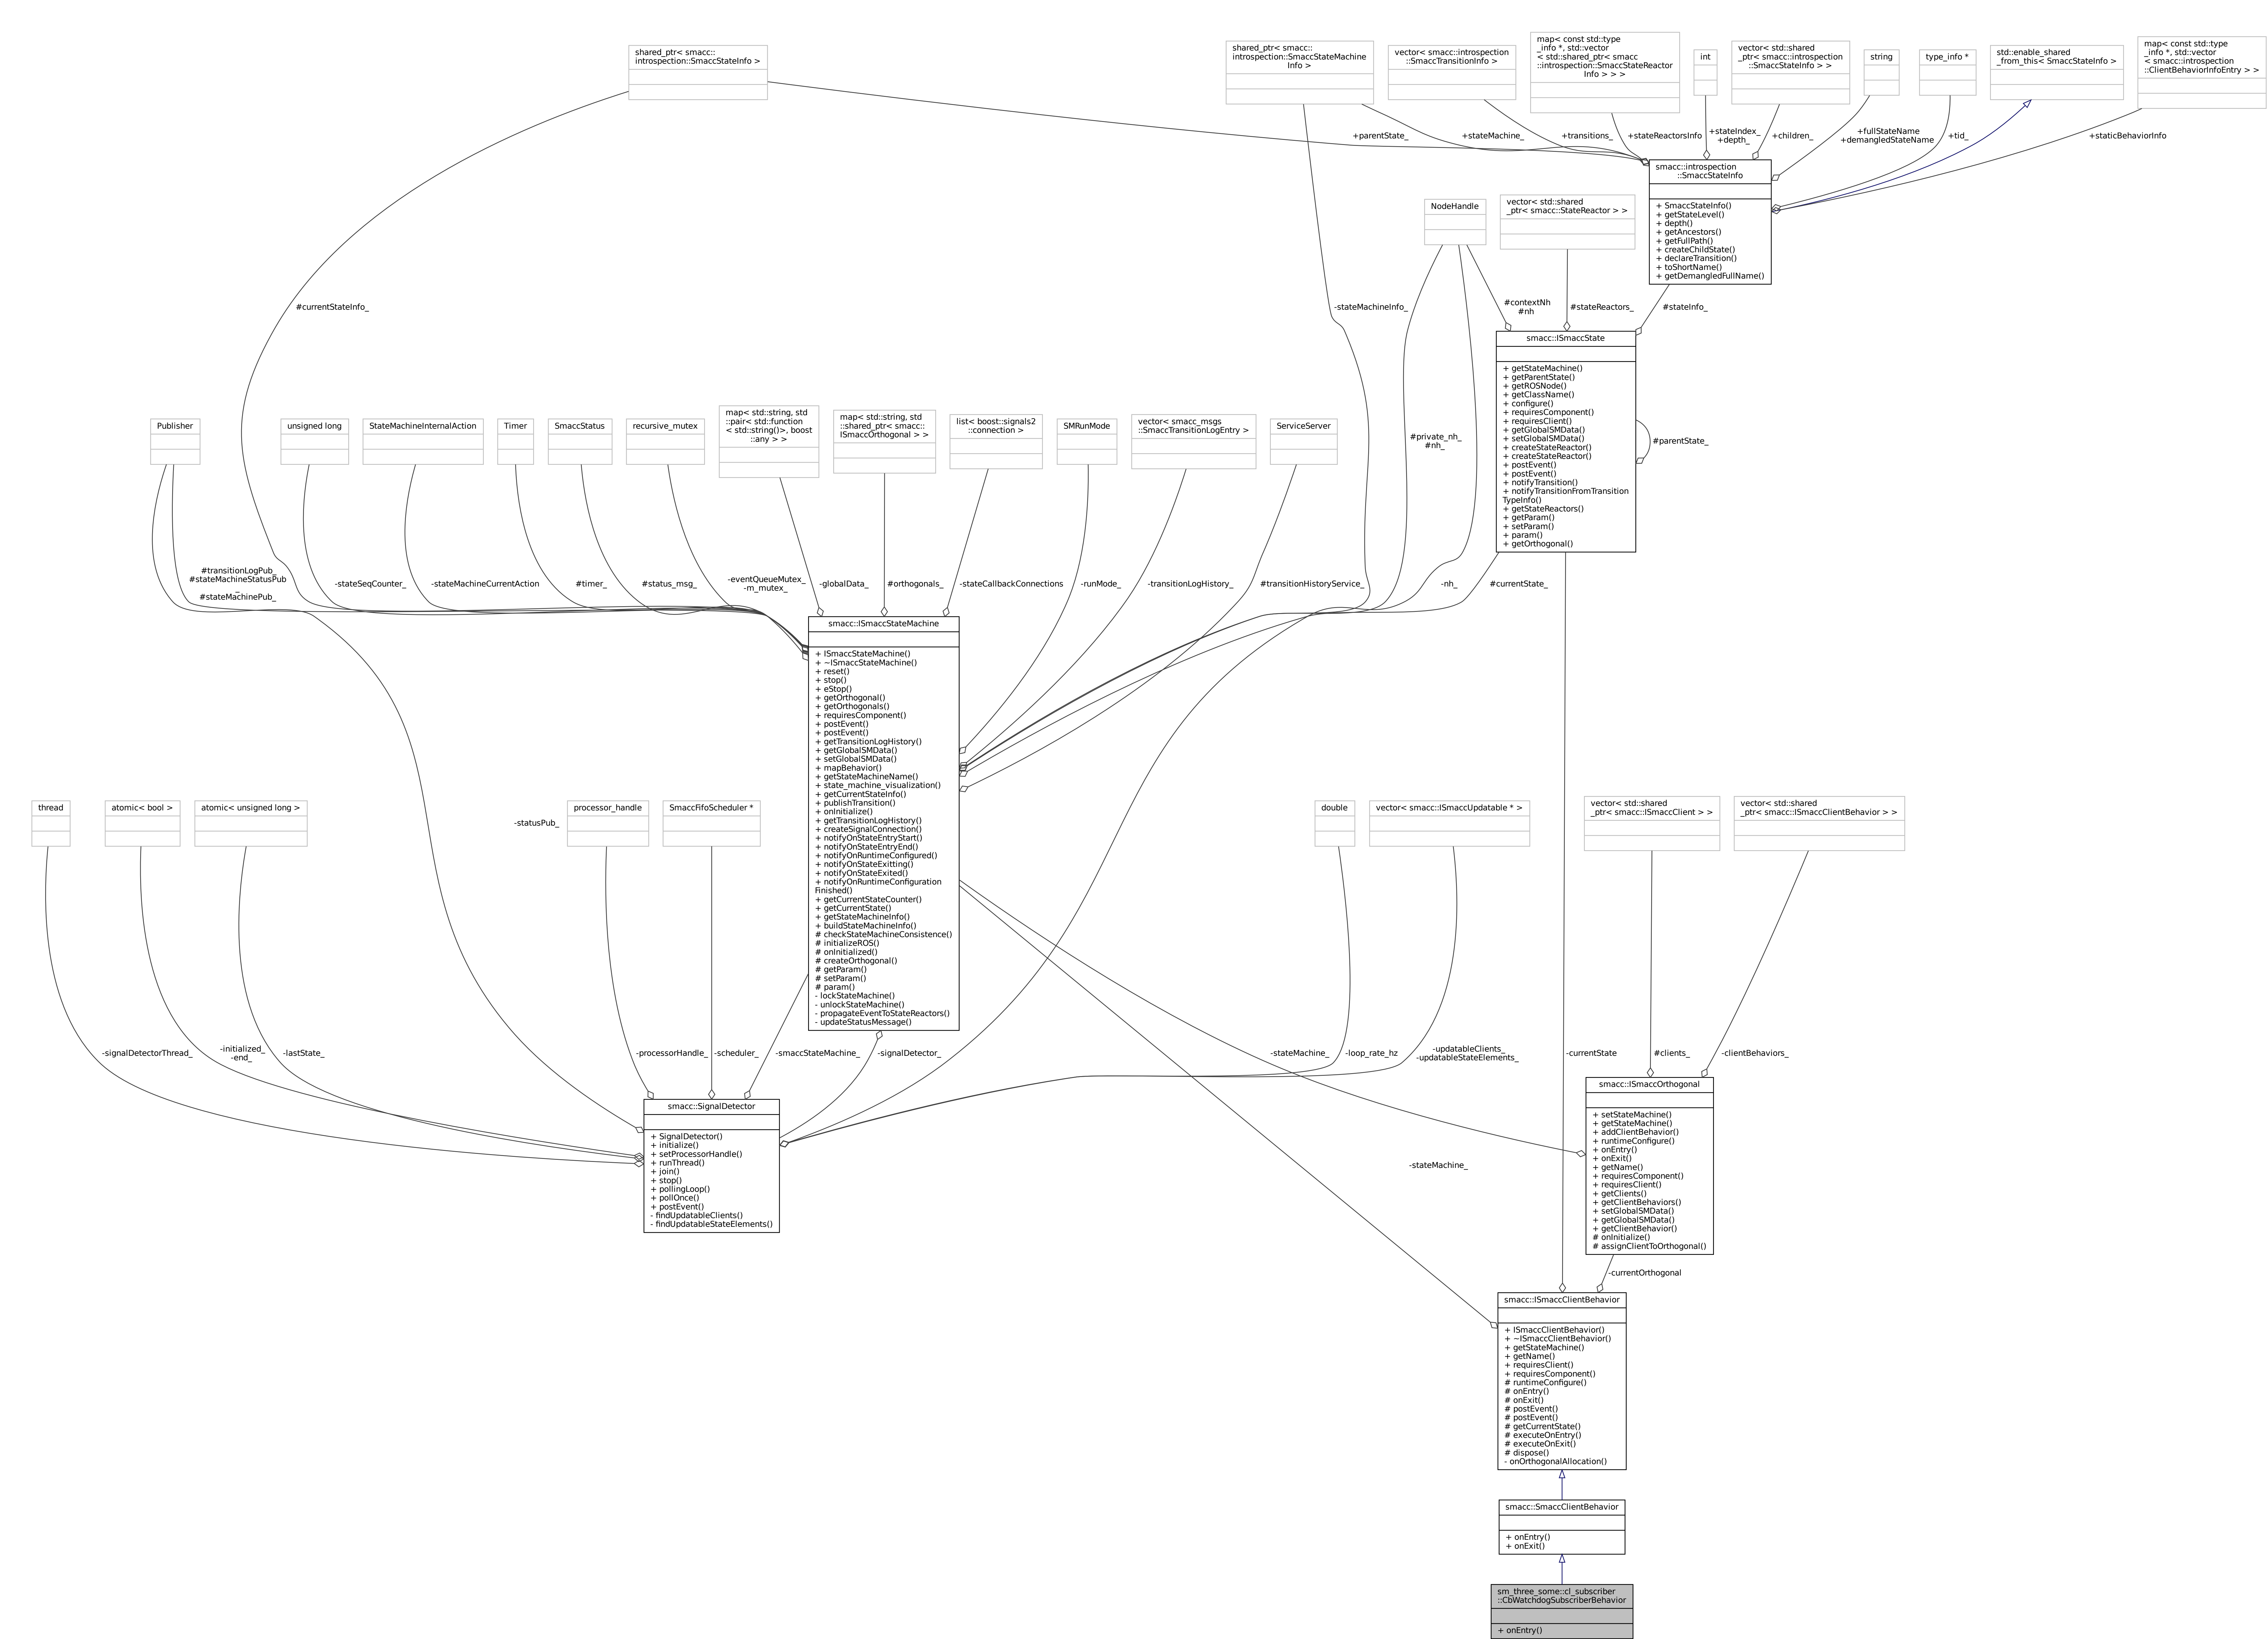 shared_ptr< smacc::
introspection::SmaccStateInfo >
shared_ptr< smacc::
introspection::SmaccStateMachine
Info >
vector< smacc::introspection
::SmaccTransitionInfo >
map< const std::type
_info *, std::vector
< std::shared_ptr< smacc
::introspection::SmaccStateReactor
Info > > >
int
vector< std::shared
_ptr< smacc::introspection
::SmaccStateInfo > >
string
type_info *
std::enable_shared
_from_this< SmaccStateInfo >
map< const std::type
_info *, std::vector
< smacc::introspection
::ClientBehaviorInfoEntry > >
+parentState_
+stateMachine_
+transitions_
+stateReactorsInfo
+stateIndex_
+depth_
+children_
+fullStateName
+demangledStateName
+tid_
+staticBehaviorInfo
smacc::introspection
::SmaccStateInfo
+ SmaccStateInfo()
+ getStateLevel()
+ depth()
+ getAncestors()
+ getFullPath()
+ createChildState()
+ declareTransition()
+ toShortName()
+ getDemangledFullName()
NodeHandle
vector< std::shared
_ptr< smacc::StateReactor > >
#currentStateInfo_
-stateMachineInfo_
#contextNh
#nh
#stateReactors_
#stateInfo_
smacc::ISmaccState
+ getStateMachine()
+ getParentState()
+ getROSNode()
+ getClassName()
+ configure()
+ requiresComponent()
+ requiresClient()
+ getGlobalSMData()
+ setGlobalSMData()
+ createStateReactor()
+ createStateReactor()
+ postEvent()
+ postEvent()
+ notifyTransition()
+ notifyTransitionFromTransition
TypeInfo()
+ getStateReactors()
+ getParam()
+ setParam()
+ param()
+ getOrthogonal()
#parentState_
#private_nh_
#nh_
Publisher
unsigned long
StateMachineInternalAction
Timer
SmaccStatus
recursive_mutex
map< std::string, std
::pair< std::function
< std::string()>, boost
::any > >
map< std::string, std
::shared_ptr< smacc::
ISmaccOrthogonal > >
list< boost::signals2
::connection >
SMRunMode
vector< smacc_msgs
::SmaccTransitionLogEntry >
ServiceServer
#transitionLogPub_
#stateMachineStatusPub
_
#stateMachinePub_
-stateSeqCounter_
-stateMachineCurrentAction
#timer_
#status_msg_
-eventQueueMutex_
-m_mutex_
-globalData_
#orthogonals_
-stateCallbackConnections
-runMode_
-transitionLogHistory_
#transitionHistoryService_
-nh_
#currentState_
smacc::ISmaccStateMachine
+ ISmaccStateMachine()
+ ~ISmaccStateMachine()
+ reset()
+ stop()
+ eStop()
+ getOrthogonal()
+ getOrthogonals()
+ requiresComponent()
+ postEvent()
+ postEvent()
+ getTransitionLogHistory()
+ getGlobalSMData()
+ setGlobalSMData()
+ mapBehavior()
+ getStateMachineName()
+ state_machine_visualization()
+ getCurrentStateInfo()
+ publishTransition()
+ onInitialize()
+ getTransitionLogHistory()
+ createSignalConnection()
+ notifyOnStateEntryStart()
+ notifyOnStateEntryEnd()
+ notifyOnRuntimeConfigured()
+ notifyOnStateExitting()
+ notifyOnStateExited()
+ notifyOnRuntimeConfiguration
Finished()
+ getCurrentStateCounter()
+ getCurrentState()
+ getStateMachineInfo()
+ buildStateMachineInfo()
# checkStateMachineConsistence()
# initializeROS()
# onInitialized()
# createOrthogonal()
# getParam()
# setParam()
# param()
- lockStateMachine()
- unlockStateMachine()
- propagateEventToStateReactors()
- updateStatusMessage()
thread
atomic< bool >
atomic< unsigned long >
-statusPub_
processor_handle
SmaccFifoScheduler *
double
vector< smacc::ISmaccUpdatable * >
vector< std::shared
_ptr< smacc::ISmaccClient > >
vector< std::shared
_ptr< smacc::ISmaccClientBehavior > >
-signalDetectorThread_
-initialized_
-end_
-lastState_
-processorHandle_
-scheduler_
-smaccStateMachine_
-signalDetector_
-stateMachine_
-loop_rate_hz
-updatableClients_
-updatableStateElements_
-currentState
#clients_
-clientBehaviors_
smacc::SignalDetector
+ SignalDetector()
+ initialize()
+ setProcessorHandle()
+ runThread()
+ join()
+ stop()
+ pollingLoop()
+ pollOnce()
+ postEvent()
- findUpdatableClients()
- findUpdatableStateElements()
smacc::ISmaccOrthogonal
+ setStateMachine()
+ getStateMachine()
+ addClientBehavior()
+ runtimeConfigure()
+ onEntry()
+ onExit()
+ getName()
+ requiresComponent()
+ requiresClient()
+ getClients()
+ getClientBehaviors()
+ setGlobalSMData()
+ getGlobalSMData()
+ getClientBehavior()
# onInitialize()
# assignClientToOrthogonal()
-stateMachine_
-currentOrthogonal
smacc::ISmaccClientBehavior
+ ISmaccClientBehavior()
+ ~ISmaccClientBehavior()
+ getStateMachine()
+ getName()
+ requiresClient()
+ requiresComponent()
# runtimeConfigure()
# onEntry()
# onExit()
# postEvent()
# postEvent()
# getCurrentState()
# executeOnEntry()
# executeOnExit()
# dispose()
- onOrthogonalAllocation()
smacc::SmaccClientBehavior
+ onEntry()
+ onExit()
sm_three_some::cl_subscriber
::CbWatchdogSubscriberBehavior
+ onEntry()